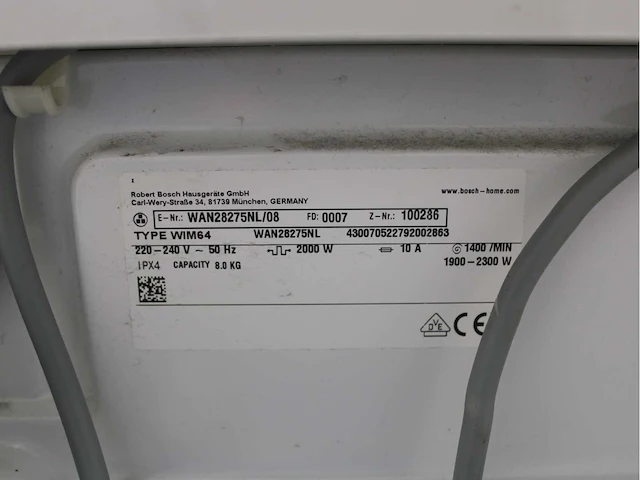 Robert Bosch Hausgeräte GmbH
Carl-Wery-Straße 34, 81739 München, GERMANY
www.bosch-home.com
E-Nr.: WAN28275NL/08 FD: 0007 Z-Nr.: 100286
TYPE WIM64 WAN28275NL 430070522792002863
220-240 V ~ 50 Hz 2000 W 10 A 1400 /MIN
IPX4 CAPACITY 8.0 KG 1900-2300 W
DVE CE